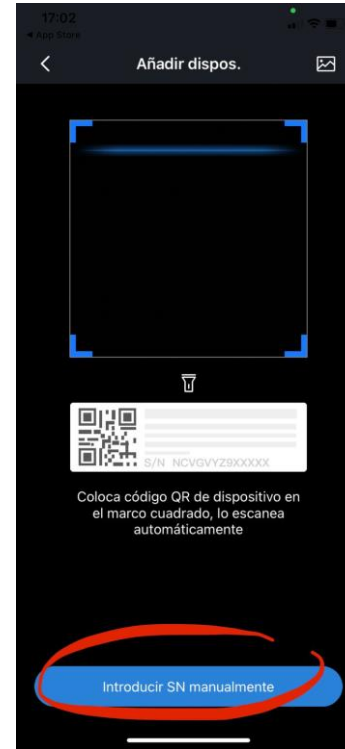 17:02
◀ App Store
Añadir dispos.
S/N NCVGVYZ9XXXXX
Coloca código QR de dispositivo en
el marco cuadrado, lo escanea
automáticamente
Introducir SN manualmente